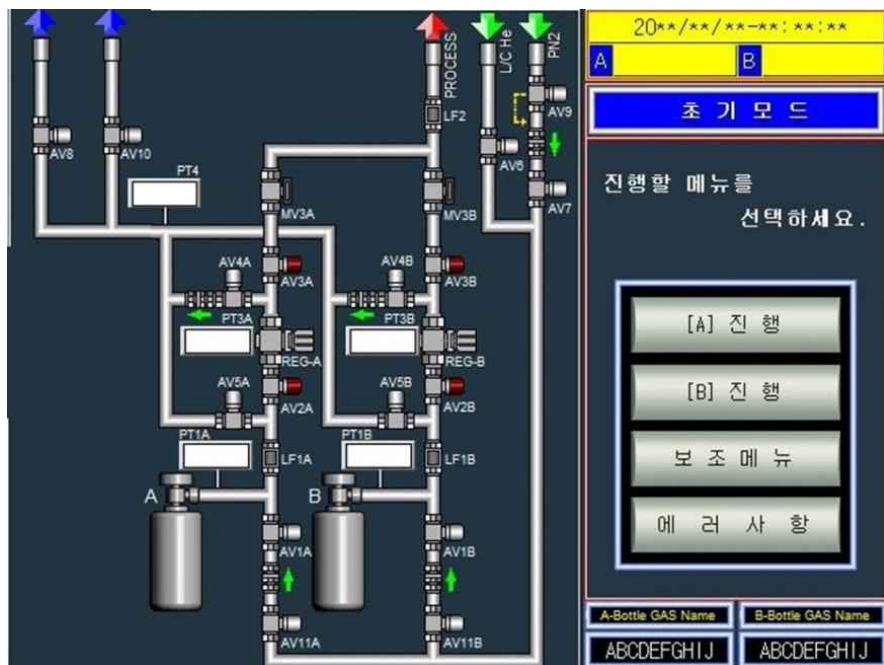 PROCESS
L/C He
PN2
LF2
AV9
AV8
AV10
AV6
PT4
AV7
MV3A
MV3B
AV4A
AV4B
AV3A
AV3B
PT3A
PT3B
REG-A
REG-B
AV5A
AV5B
AV2A
AV2B
PT1A
PT1B
LF1A
LF1B
A
B
AV1A
AV1B
AV11A
AV11B
20**/**/**-**:**:**
A
B
초기모드
진행할 메뉴를
선택하세요.
[A] 진행
[B] 진행
보조메뉴
에러사항
A-Bottle GAS Name
B-Bottle GAS Name
ABCDEFGHIJ
ABCDEFGHIJ